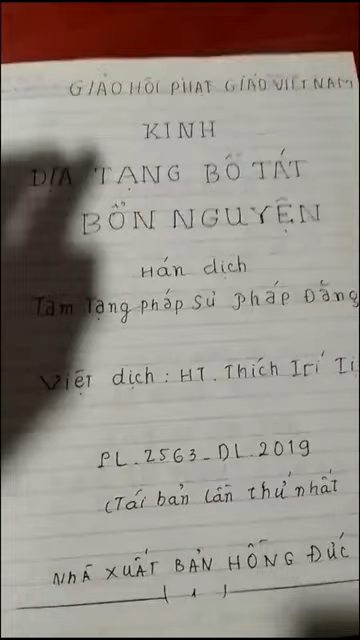 GIÁO HỘI PHẬT GIÁO VIỆT NAM
KINH
ĐỊA TẠNG BỒ TÁT
BỔN NGUYỆN
Hán dịch
Tam Tạng pháp sư Pháp Đăng
Việt dịch : HT. Thích Trí
PL. 2563 - DL. 2019
(Tái bản lần thứ nhất
NHÀ XUẤT BẢN HỒNG ĐỨC